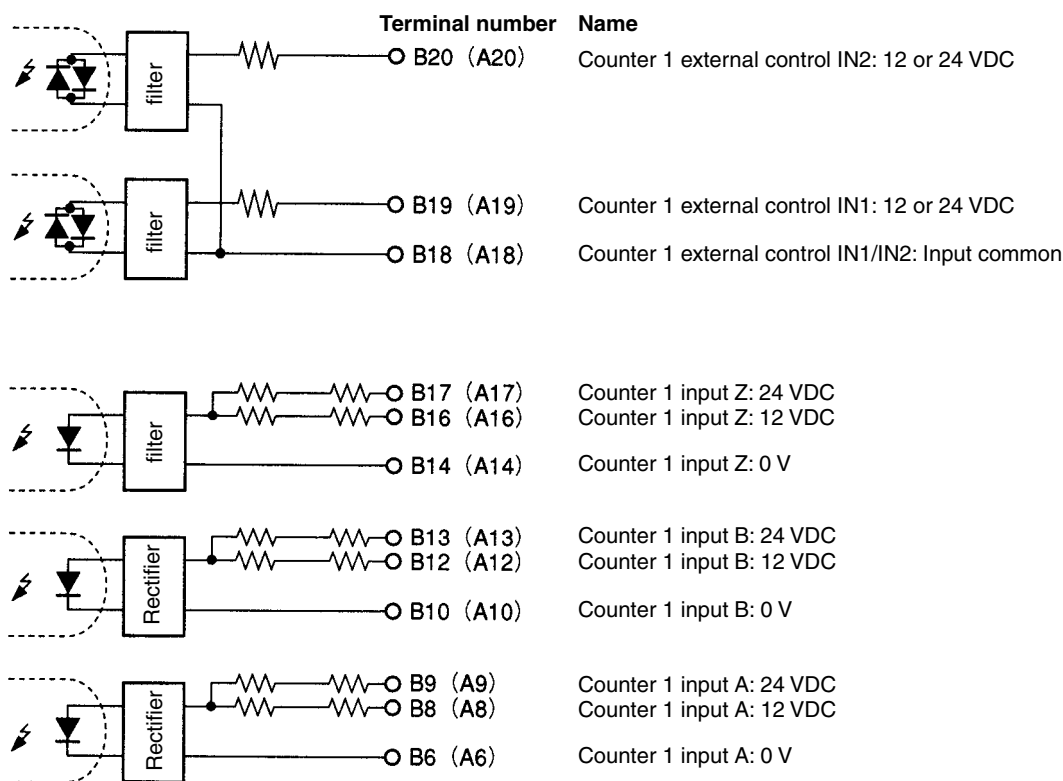 Terminal number Name
filter
B20 (A20) Counter 1 external control IN2: 12 or 24 VDC
filter
B19 (A19) Counter 1 external control IN1: 12 or 24 VDC
B18 (A18) Counter 1 external control IN1/IN2: Input common
filter
B17 (A17) Counter 1 input Z: 24 VDC
B16 (A16) Counter 1 input Z: 12 VDC
B14 (A14) Counter 1 input Z: 0 V
Rectifier
B13 (A13) Counter 1 input B: 24 VDC
B12 (A12) Counter 1 input B: 12 VDC
B10 (A10) Counter 1 input B: 0 V
Rectifier
B9 (A9) Counter 1 input A: 24 VDC
B8 (A8) Counter 1 input A: 12 VDC
B6 (A6) Counter 1 input A: 0 V